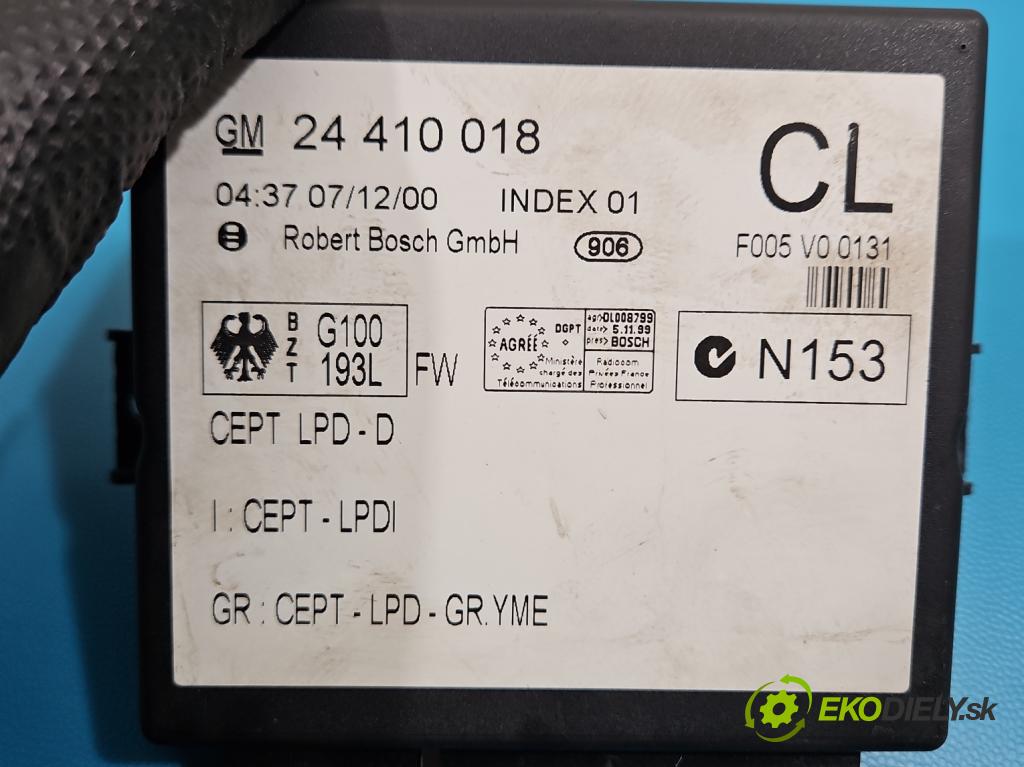 GM 24 410 018
CL
04:37 07/12/00 INDEX 01
Robert Bosch GmbH 906
F005 V0 0131
BZT G100 193L FW
AGRÉÉ DGPT
Ministère chargé des Télécommunications
agr>DL008799
date> 5.11.99
pres> BOSCH
Radiocom
Privées France
Professionnel
N153
CEPT LPD - D
I : CEPT - LPDI
GR : CEPT - LPD - GR.YME
EKODIELY.sk